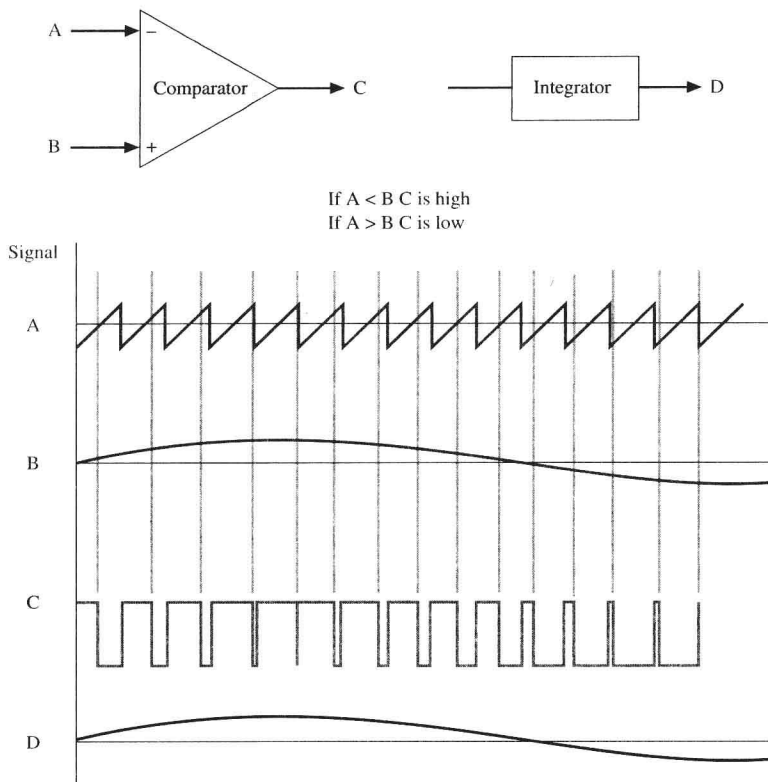 A
−
Comparator
C
Integrator
D
B
+
If A < B C is high
If A > B C is low
Signal
A
B
C
D